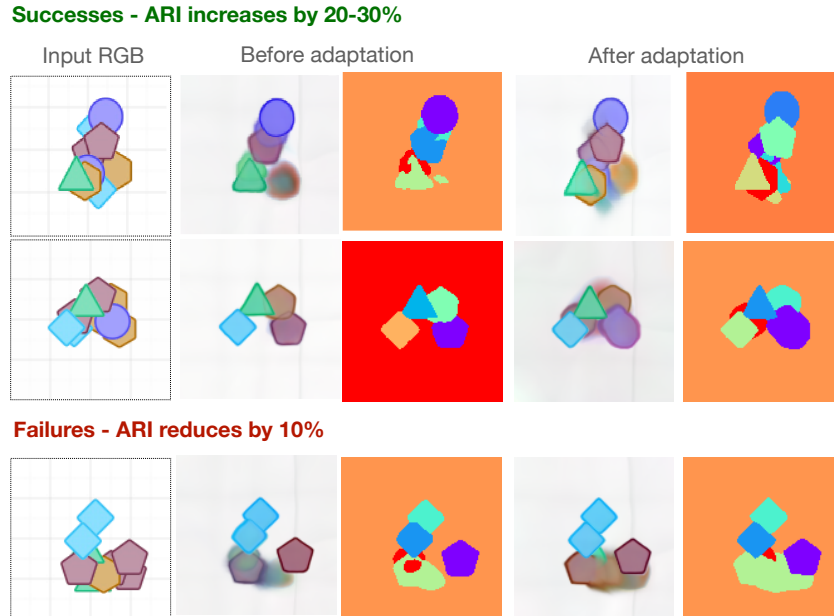 Successes - ARI increases by 20-30%
Input RGB
Before adaptation
After adaptation
Failures - ARI reduces by 10%